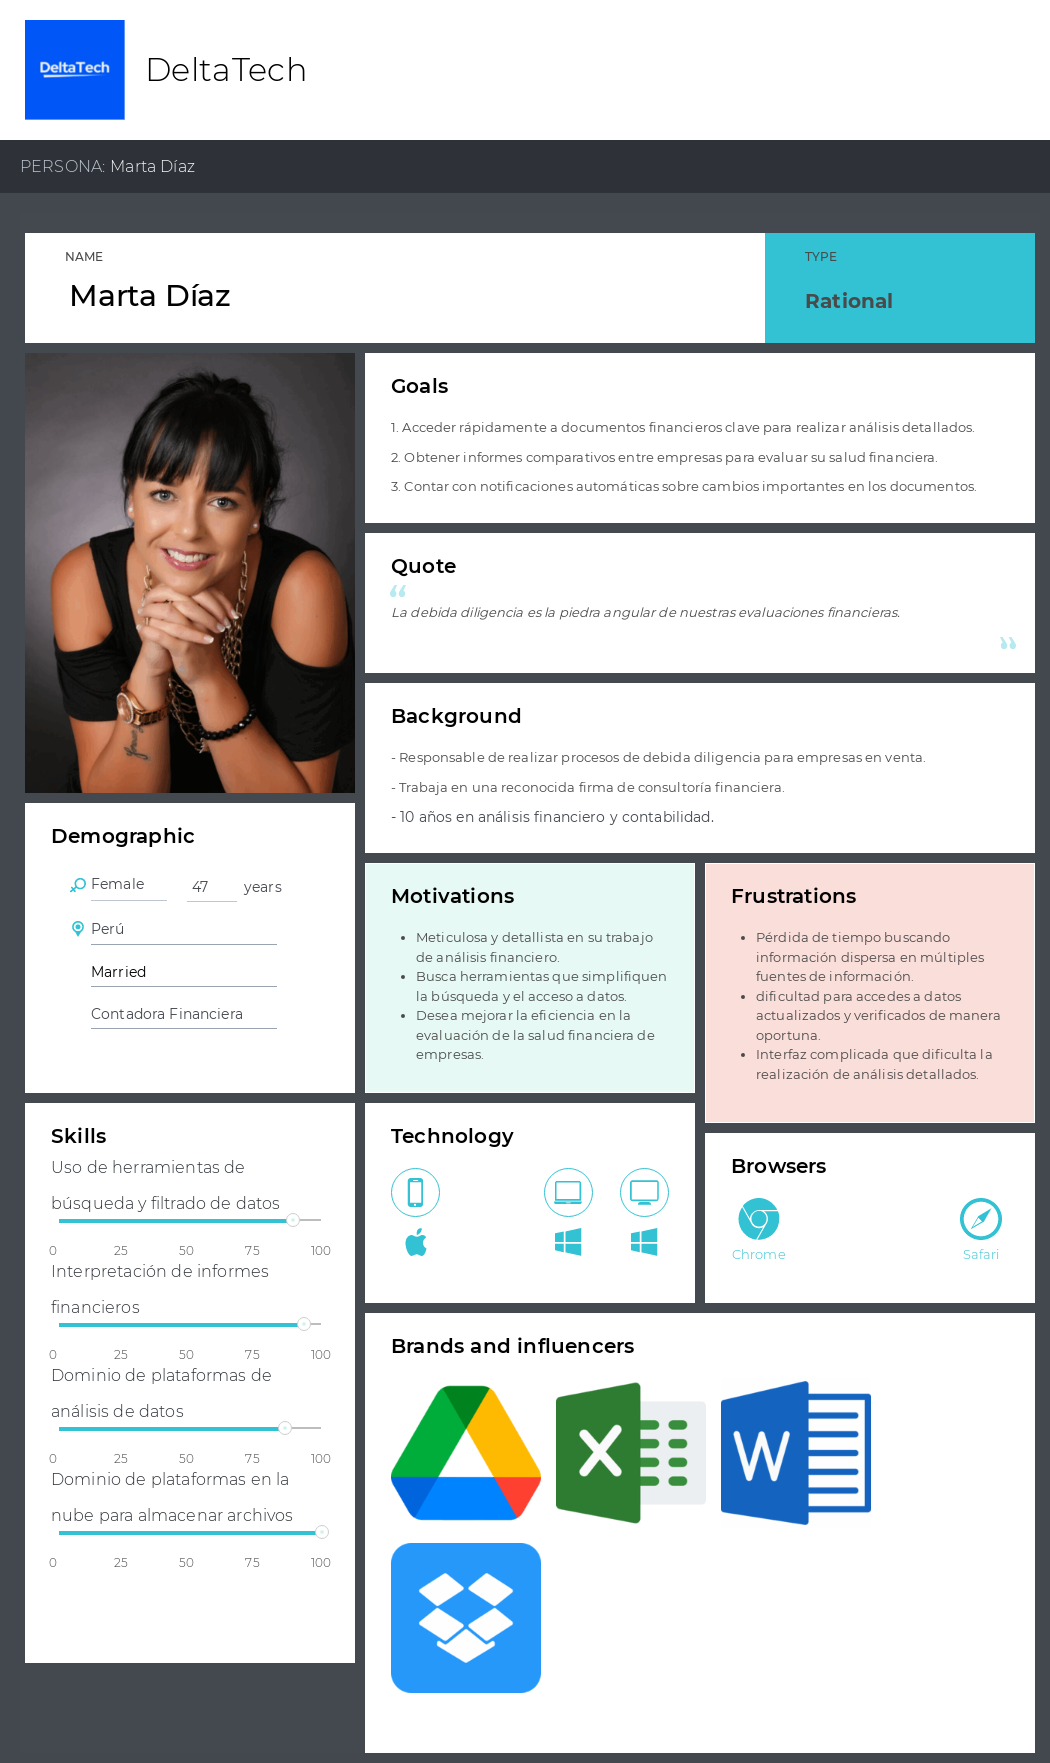 DeltaTech
DeltaTech
PERSONA: Marta Díaz
NAME
Marta Díaz
TYPE
Rational
Goals
1. Acceder rápidamente a documentos financieros clave para realizar análisis detallados.
2. Obtener informes comparativos entre empresas para evaluar su salud financiera.
3. Contar con notificaciones automáticas sobre cambios importantes en los documentos.
Quote
“
La debida diligencia es la piedra angular de nuestras evaluaciones financieras.
”
Background
- Responsable de realizar procesos de debida diligencia para empresas en venta.
- Trabaja en una reconocida firma de consultoría financiera.
- 10 años en análisis financiero y contabilidad.
Demographic
Female 47 years
Perú
Married
Contadora Financiera
Motivations
• Meticulosa y detallista en su trabajo
de análisis financiero.
• Busca herramientas que simplifiquen
la búsqueda y el acceso a datos.
• Desea mejorar la eficiencia en la
evaluación de la salud financiera de
empresas.
Frustrations
• Pérdida de tiempo buscando
información dispersa en múltiples
fuentes de información.
• dificultad para accedes a datos
actualizados y verificados de manera
oportuna.
• Interfaz complicada que dificulta la
realización de análisis detallados.
Skills
Uso de herramientas de
búsqueda y filtrado de datos
0 25 50 75 100
Interpretación de informes
financieros
0 25 50 75 100
Dominio de plataformas de
análisis de datos
0 25 50 75 100
Dominio de plataformas en la
nube para almacenar archivos
0 25 50 75 100
Technology
Browsers
Chrome
Safari
Brands and influencers
X
W